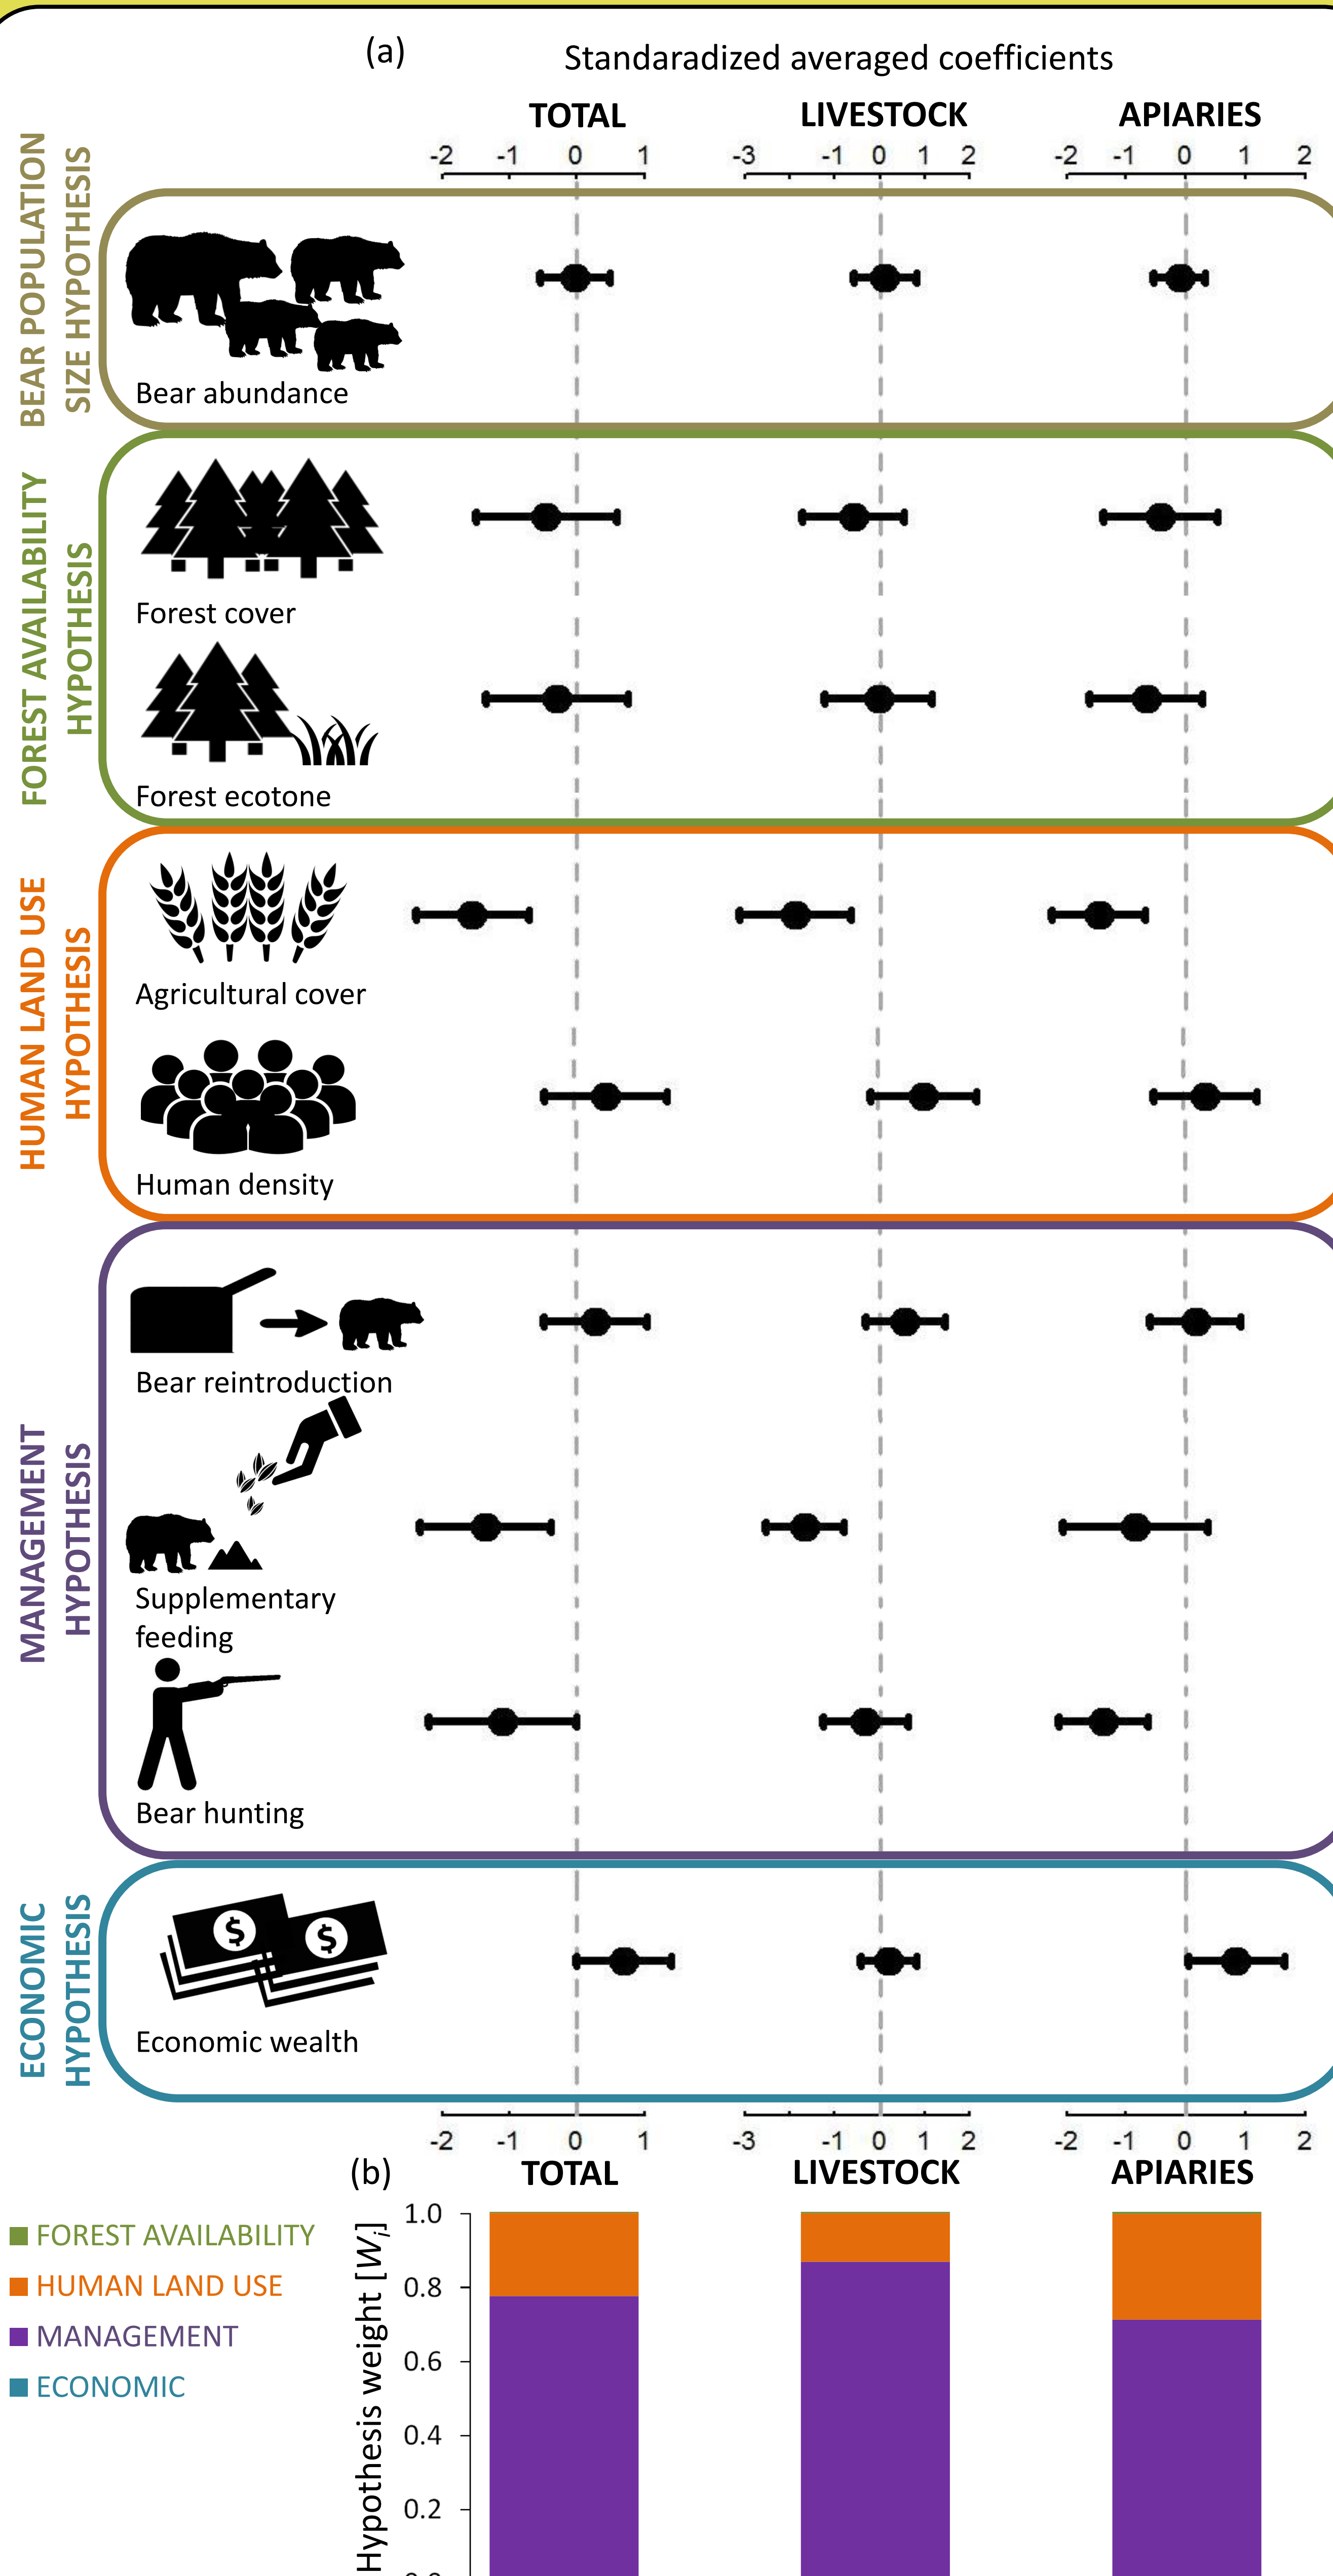 (a)
Standaradized averaged coefficients
TOTAL LIVESTOCK APIARIES
-2 -1 0 1 -3 -1 0 1 2 -2 -1 0 1 2
BEAR POPULATION
SIZE HYPOTHESIS
Bear abundance
FOREST AVAILABILITY
HYPOTHESIS
Forest cover
Forest ecotone
HUMAN LAND USE
HYPOTHESIS
Agricultural cover
Human density
MANAGEMENT
HYPOTHESIS
Bear reintroduction
Supplementary
feeding
Bear hunting
ECONOMIC
HYPOTHESIS
$ $
Economic wealth
-2 -1 0 1 -3 -1 0 1 2 -2 -1 0 1 2
(b)
TOTAL LIVESTOCK APIARIES
FOREST AVAILABILITY
HUMAN LAND USE
MANAGEMENT
ECONOMIC
Hypothesis weight [Wi]
1.0
0.8
0.6
0.4
0.2